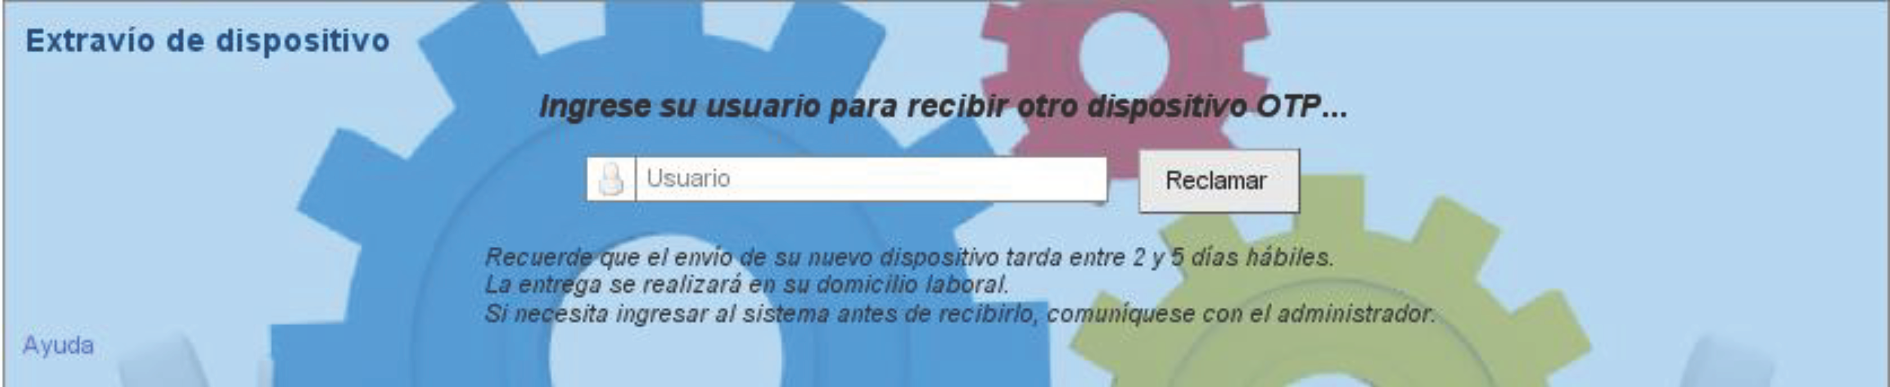 Extravío de dispositivo
Ingrese su usuario para recibir otro dispositivo OTP...
Usuario
Reclamar
Recuerde que el envío de su nuevo dispositivo tarda entre 2 y 5 días hábiles.
La entrega se realizará en su domicilio laboral.
Si necesita ingresar al sistema antes de recibirlo, comuníquese con el administrador.
Ayuda